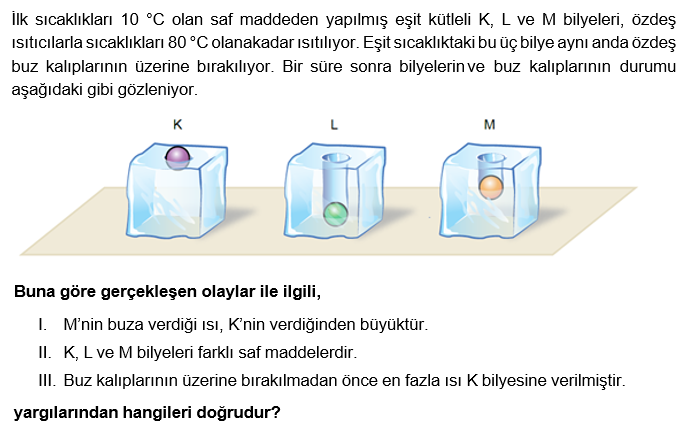 İlk sıcaklıkları 10 °C olan saf maddeden yapılmış eşit kütleli K, L ve M bilyeleri, özdeş
ısıtıcılarla sıcaklıkları 80 °C olanakadar ısıtılıyor. Eşit sıcaklıktaki bu üç bilye aynı anda özdeş
buz kalıplarının üzerine bırakılıyor. Bir süre sonra bilyelerin ve buz kalıplarının durumu
aşağıdaki gibi gözleniyor.
K L M
Buna göre gerçekleşen olaylar ile ilgili,
I. M'nin buza verdiği ısı, K'nin verdiğinden büyüktür.
II. K, L ve M bilyeleri farklı saf maddelerdir.
III. Buz kalıplarının üzerine bırakılmadan önce en fazla ısı K bilyesine verilmiştir.
yargılarından hangileri doğrudur?